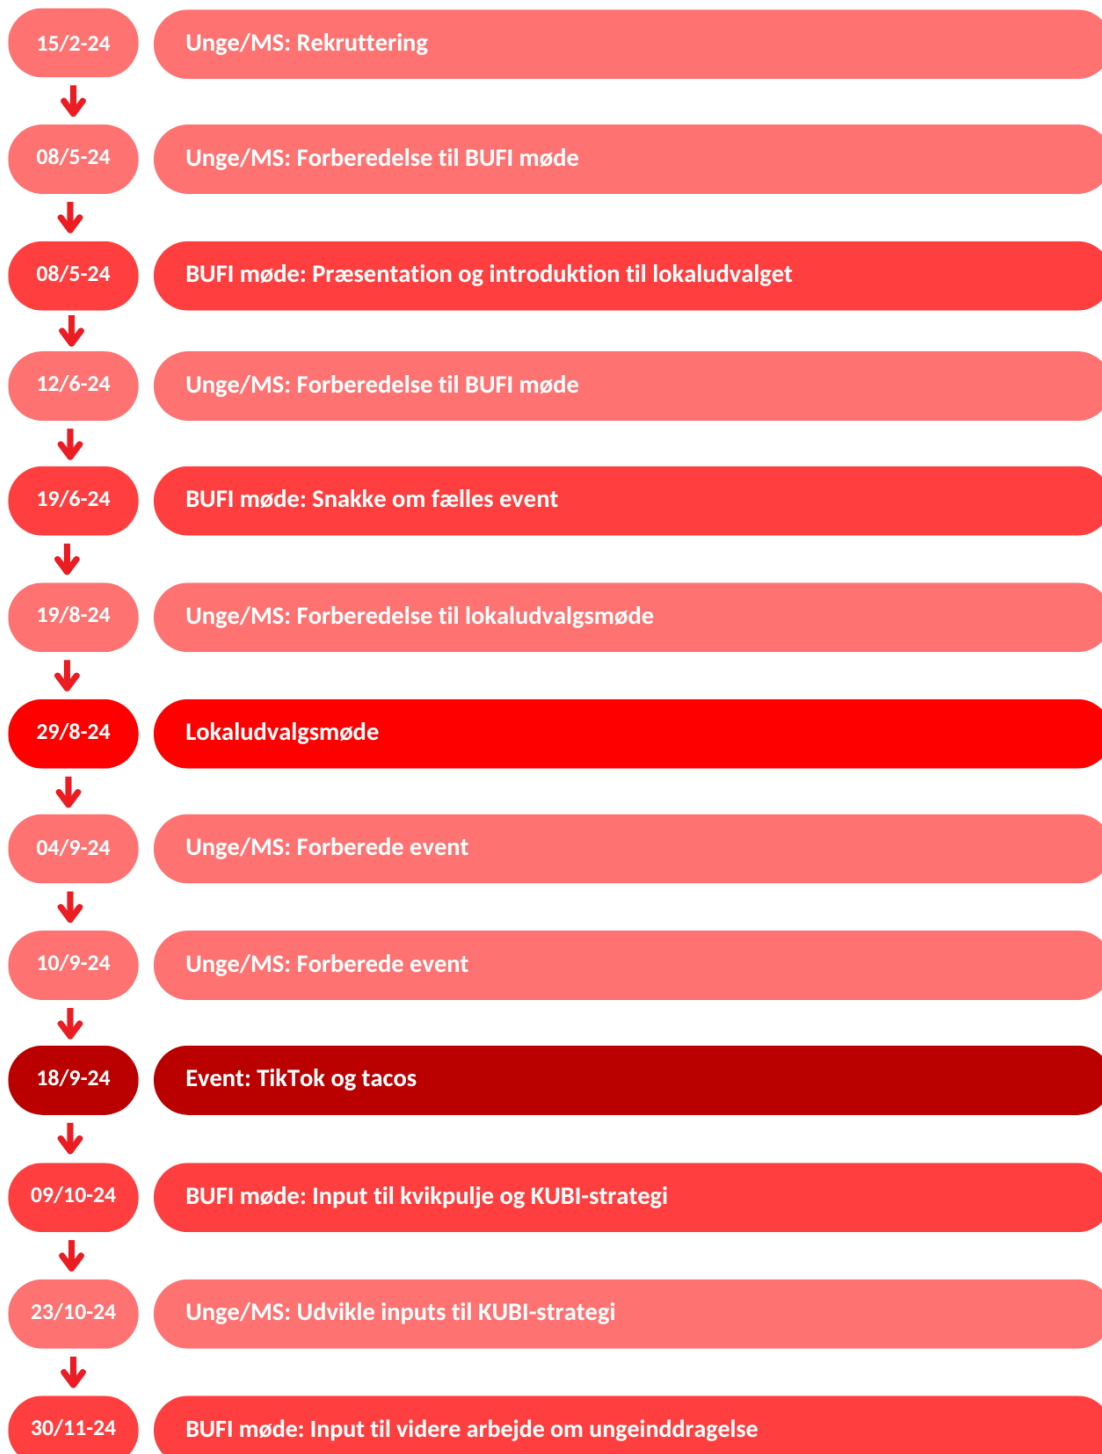 15/2-24 Unge/MS: Rekruttering
08/5-24 Unge/MS: Forberedelse til BUFI møde
08/5-24 BUFI møde: Præsentation og introduktion til lokaludvalget
12/6-24 Unge/MS: Forberedelse til BUFI møde
19/6-24 BUFI møde: Snakke om fælles event
19/8-24 Unge/MS: Forberedelse til lokaludvalgsmøde
29/8-24 Lokaludvalgsmøde
04/9-24 Unge/MS: Forberede event
10/9-24 Unge/MS: Forberede event
18/9-24 Event: TikTok og tacos
09/10-24 BUFI møde: Input til kvikpulje og KUBI-strategi
23/10-24 Unge/MS: Udvikle inputs til KUBI-strategi
30/11-24 BUFI møde: Input til videre arbejde om ungeinddragelse